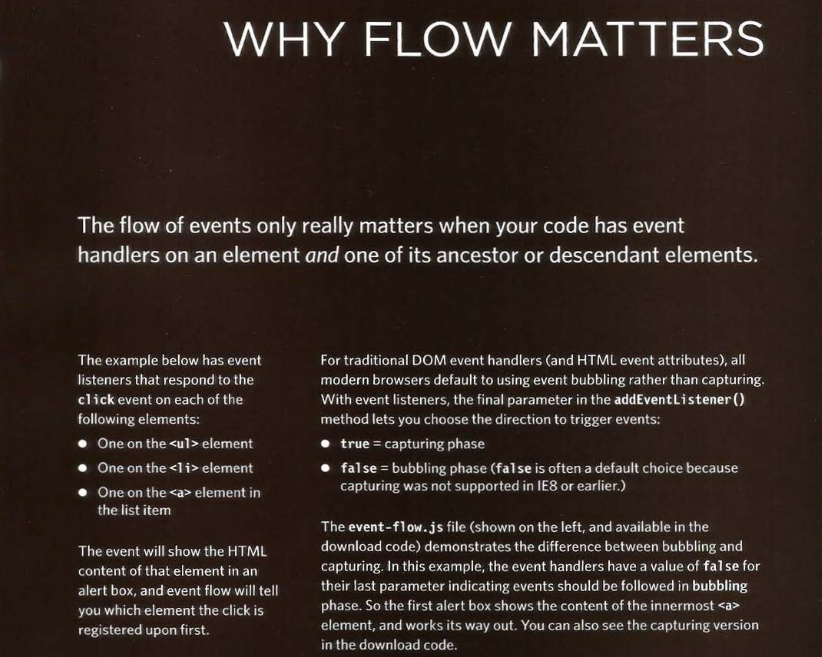 WHY FLOW MATTERS
The flow of events only really matters when your code has event
handlers on an element and one of its ancestor or descendant elements.
The example below has event
listeners that respond to the
click event on each of the
following elements:
● One on the <ul> element
● One on the <li> element
● One on the <a> element in
the list item
The event will show the HTML
content of that element in an
alert box, and event flow will tell
you which element the click is
registered upon first.
For traditional DOM event handlers (and HTML event attributes), all
modern browsers default to using event bubbling rather than capturing.
With event listeners, the final parameter in the addEventListener()
method lets you choose the direction to trigger events:
● true = capturing phase
● false = bubbling phase (false is often a default choice because
capturing was not supported in IE8 or earlier.)
The event-flow.js file (shown on the left, and available in the
download code) demonstrates the difference between bubbling and
capturing. In this example, the event handlers have a value of false for
their last parameter indicating events should be followed in bubbling
phase. So the first alert box shows the content of the innermost <a>
element, and works its way out. You can also see the capturing version
in the download code.